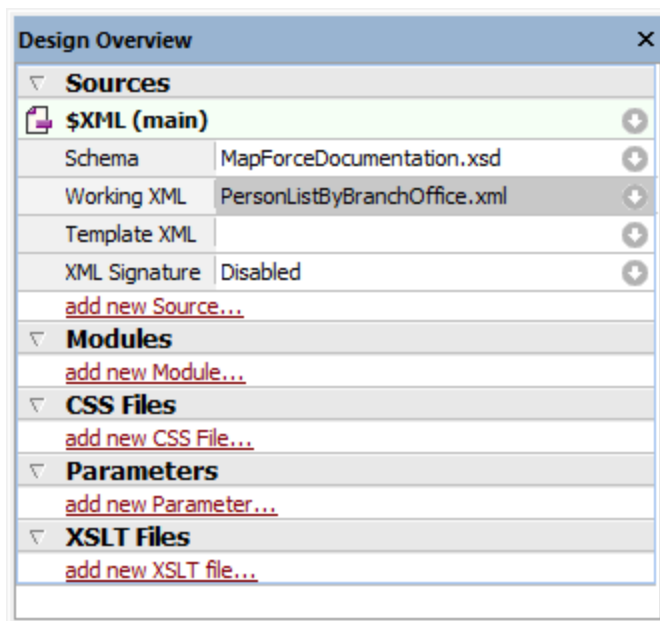 Design Overview
Sources
$XML (main)
Schema MapForceDocumentation.xsd
Working XML PersonListByBranchOffice.xml
Template XML
XML Signature Disabled
add new Source...
Modules
add new Module...
CSS Files
add new CSS File...
Parameters
add new Parameter...
XSLT Files
add new XSLT file...